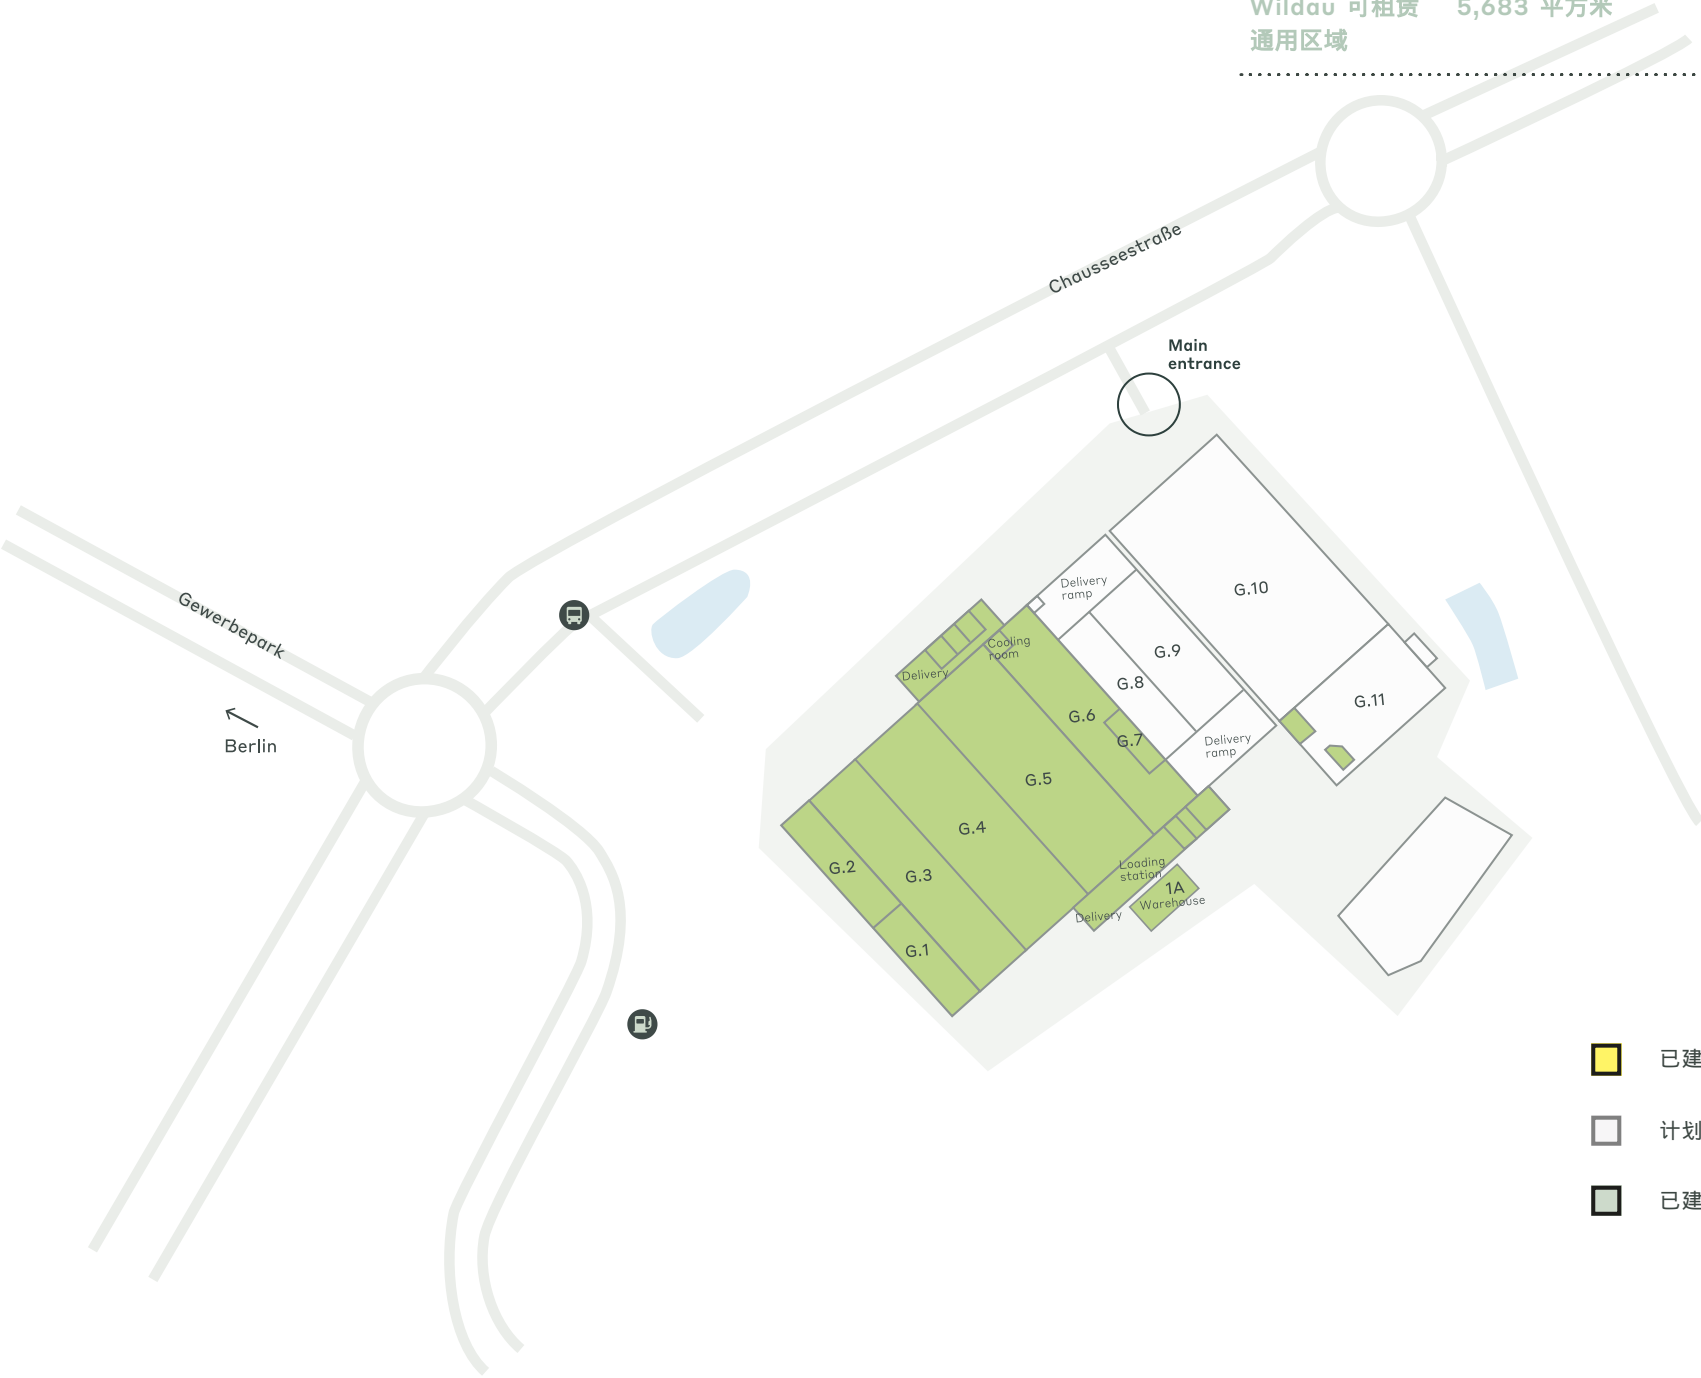 Wildau 可租赁 5,683 平方米
通用区域
Chausseestraße
Main
entrance
Gewerbepark
Berlin
Delivery
ramp
G.10
Cooling
room
Delivery
G.9
G.8
G.11
G.6
G.7
Delivery
ramp
G.5
G.4
G.2
G.3
Loading
station
1A
Warehouse
Delivery
G.1
已建
计划
已建